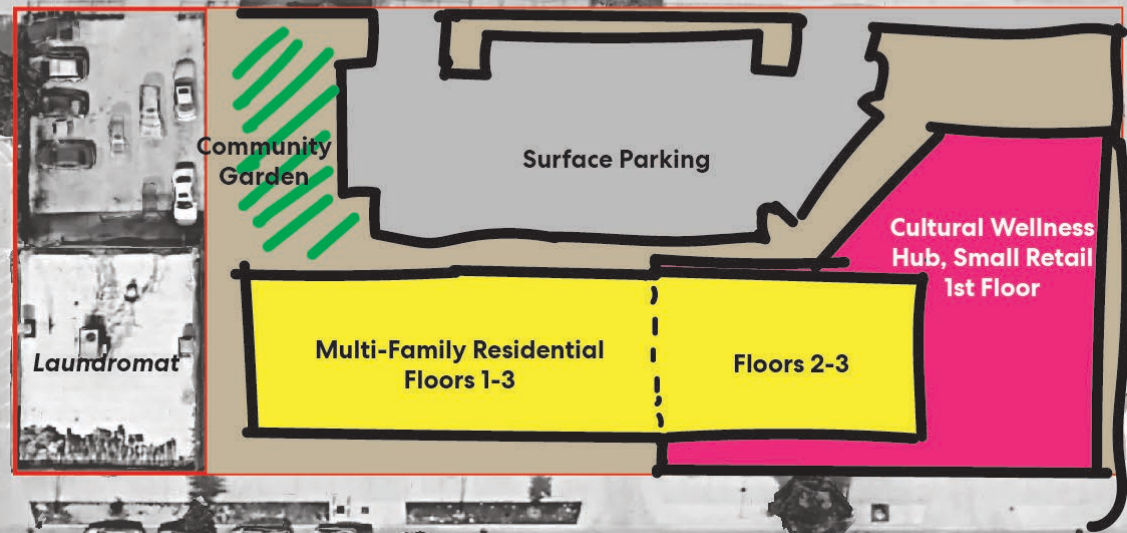 Community
Garden
Surface Parking
Cultural Wellness
Hub, Small Retail
1st Floor
Laundromat
Multi-Family Residential
Floors 1-3
Floors 2-3